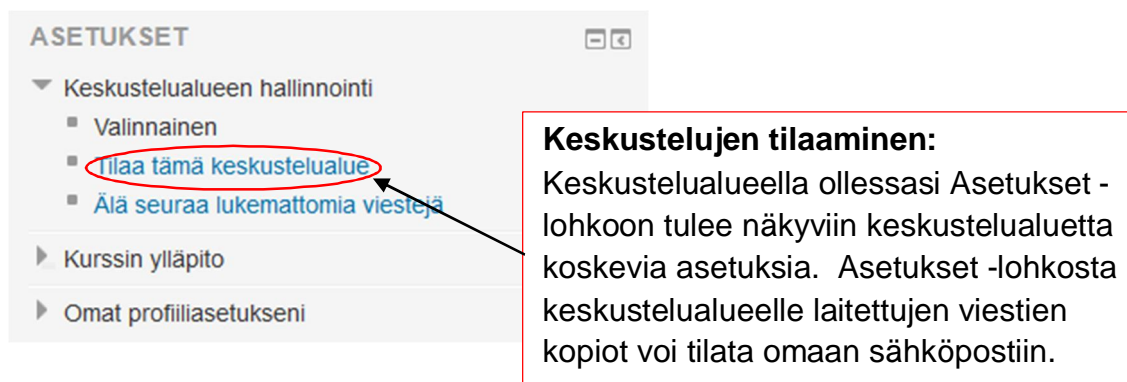 ASETUKSET
Keskustelualueen hallinnointi
Valinnainen
Tilaa tämä keskustelualue
Älä seuraa lukemattomia viestejä
Kurssin ylläpito
Omat profiiliasetukseni
Keskustelujen tilaaminen:
Keskustelualueella ollessasi Asetukset -
lohkoon tulee näkyviin keskustelualuetta
koskevia asetuksia. Asetukset -lohkosta
keskustelualueelle laitettujen viestien
kopiot voi tilata omaan sähköpostiin.